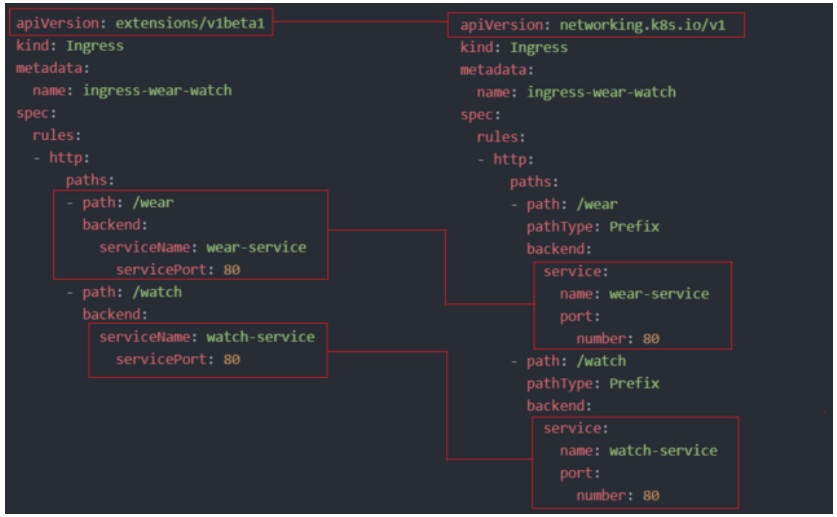 apiVersion: extensions/v1beta1
kind: Ingress
metadata:
  name: ingress-wear-watch
spec:
  rules:
  - http:
      paths:
      - path: /wear
        backend:
          serviceName: wear-service
            servicePort: 80
      - path: /watch
        backend:
          serviceName: watch-service
            servicePort: 80
apiVersion: networking.k8s.io/v1
kind: Ingress
metadata:
  name: ingress-wear-watch
spec:
  rules:
  - http:
      paths:
      - path: /wear
        pathType: Prefix
        backend:
          service:
            name: wear-service
            port:
              number: 80
      - path: /watch
        pathType: Prefix
        backend:
          service:
            name: watch-service
            port:
              number: 80